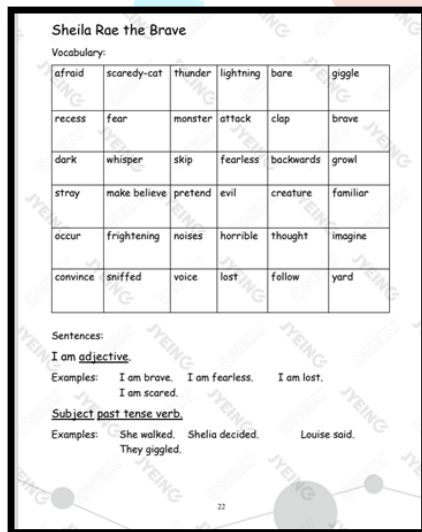 Sheila Rae the Brave
Vocabulary:
afraid scaredy-cat thunder lightning bare giggle
recess fear monster attack clap brave
dark whisper skip fearless backwards growl
stray make believe pretend evil creature familiar
occur frightening noises horrible thought imagine
convince sniffed voice lost follow yard
Sentences:
I am adjective.
Examples: I am brave. I am fearless. I am lost.
I am scared.
Subject past tense verb.
Examples: She walked. Shelia decided. Louise said.
They giggled.
22
JYEING